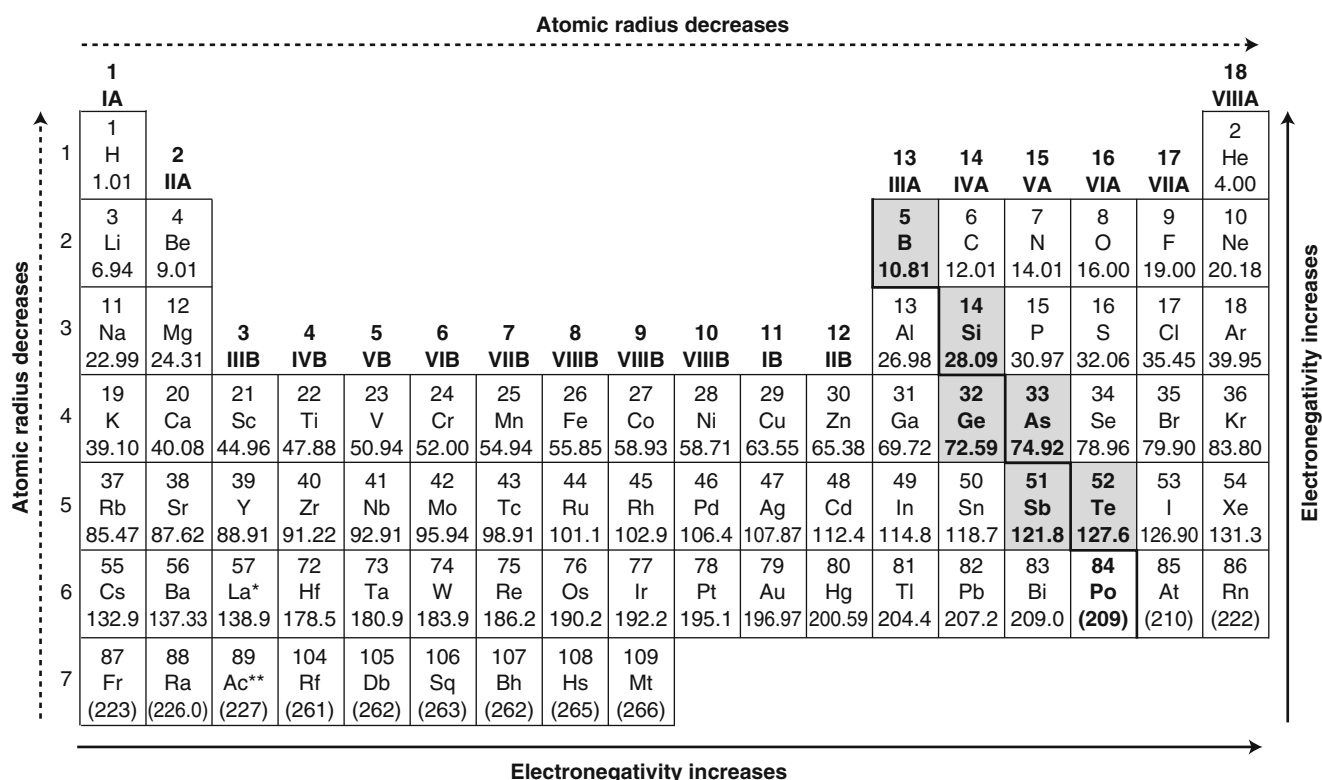 Atomic radius decreases
1 18
IA VIIIA
1 2
1 H 2 13 14 15 16 17 He
1.01 IIA IIIA IVA VA VIA VIIA 4.00
3 4 5 6 7 8 9 10
2 Li Be B C N O F Ne
6.94 9.01 10.81 12.01 14.01 16.00 19.00 20.18
11 12 13 14 15 16 17 18
3 Na Mg 3 4 5 6 7 8 9 10 11 12 Al Si P S Cl Ar
22.99 24.31 IIIB IVB VB VIB VIIB VIIIB VIIIB VIIIB IB IIB 26.98 28.09 30.97 32.06 35.45 39.95
19 20 21 22 23 24 25 26 27 28 29 30 31 32 33 34 35 36
4 K Ca Sc Ti V Cr Mn Fe Co Ni Cu Zn Ga Ge As Se Br Kr
39.10 40.08 44.96 47.88 50.94 52.00 54.94 55.85 58.93 58.71 63.55 65.38 69.72 72.59 74.92 78.96 79.90 83.80
37 38 39 40 41 42 43 44 45 46 47 48 49 50 51 52 53 54
5 Rb Sr Y Zr Nb Mo Tc Ru Rh Pd Ag Cd In Sn Sb Te I Xe
85.47 87.62 88.91 91.22 92.91 95.94 98.91 101.1 102.9 106.4 107.87 112.4 114.8 118.7 121.8 127.6 126.90 131.3
55 56 57 72 73 74 75 76 77 78 79 80 81 82 83 84 85 86
6 Cs Ba La* Hf Ta W Re Os Ir Pt Au Hg Tl Pb Bi Po At Rn
132.9 137.33 138.9 178.5 180.9 183.9 186.2 190.2 192.2 195.1 196.97 200.59 204.4 207.2 209.0 (209) (210) (222)
87 88 89 104 105 106 107 108 109
7 Fr Ra Ac** Rf Db Sq Bh Hs Mt
(223) (226.0) (227) (261) (262) (263) (262) (265) (266)
Atomic radius decreases
Electronegativity increases
Electronegativity increases